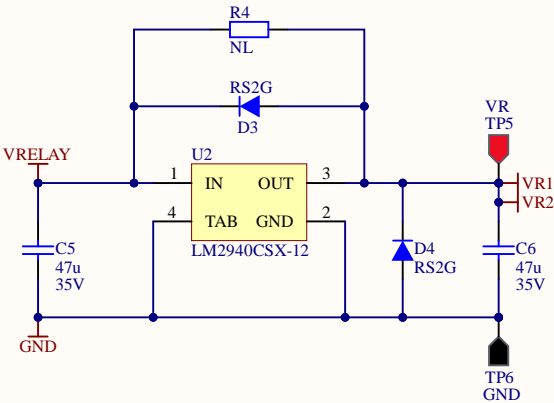 R4
NL
RS2G
D3
VR
TP5
U2
VRELAY
1
IN
OUT
3
VR1
VR2
4
TAB
GND
2
LM2940CSX-12
C5
47u
35V
D4
RS2G
C6
47u
35V
GND
TP6
GND